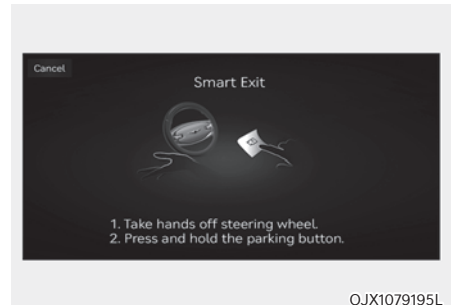 Cancel
Smart Exit
1. Take hands off steering wheel.
2. Press and hold the parking button.
OJX1079195L